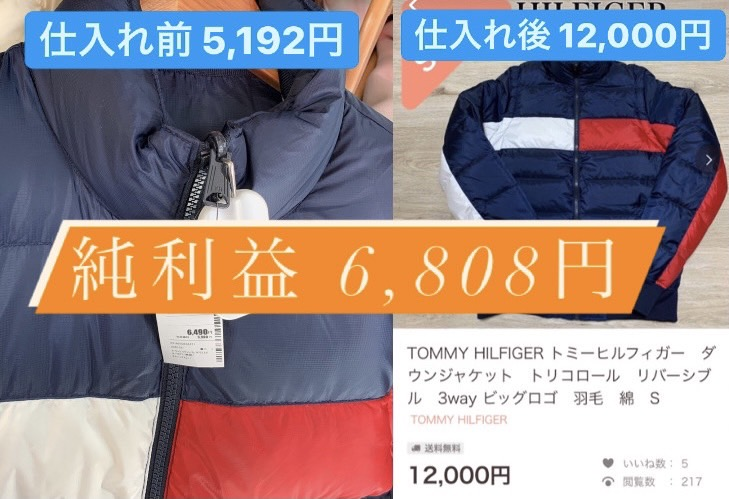 仕入れ前 5,192円
仕入れ後 12,000円
HILFIGER
純利益 6,808円
6,490円
TOMMY HILFIGER トミーヒルフィガー　ダ
ウンジャケット　トリコロール　リバーシブ
ル　3way ビッグロゴ　羽毛　綿　S
TOMMY HILFIGER
送料無料
12,000円
いいね数： 5
閲覧数　： 217